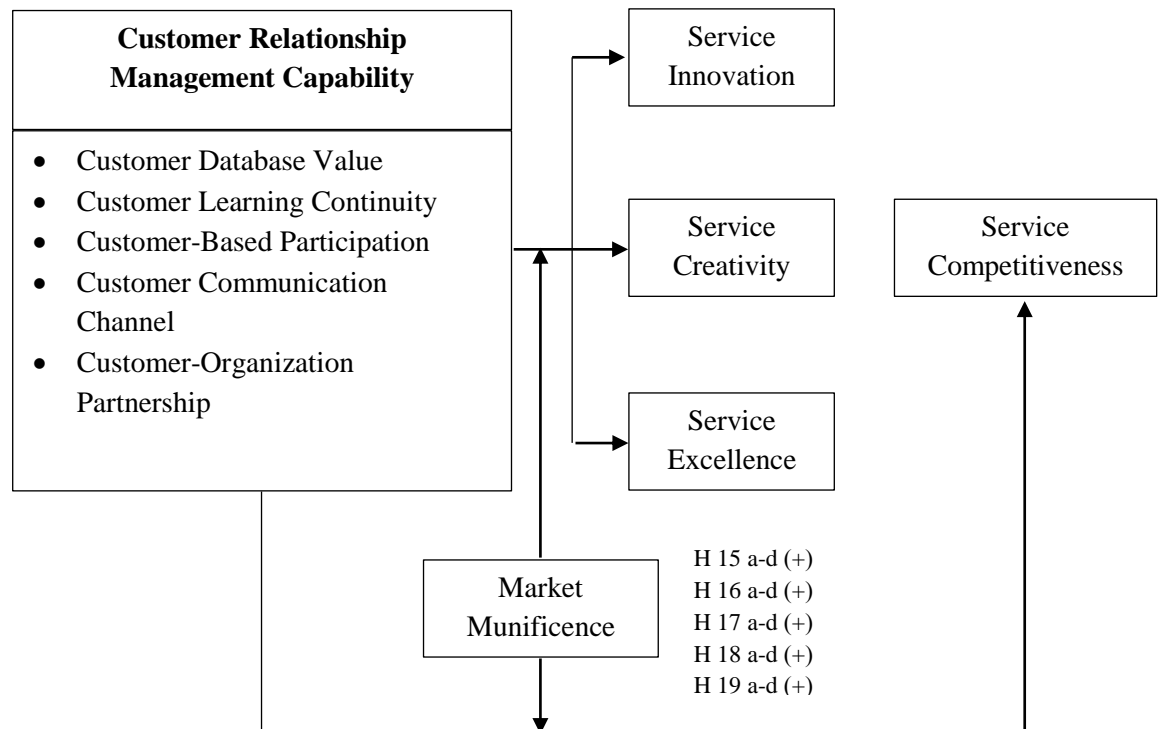 Customer Relationship
Management Capability
• Customer Database Value
• Customer Learning Continuity
• Customer-Based Participation
• Customer Communication
Channel
• Customer-Organization
Partnership
Service
Innovation
Service
Creativity
Service
Excellence
Service
Competitiveness
Market
Munificence
H 15 a-d (+)
H 16 a-d (+)
H 17 a-d (+)
H 18 a-d (+)
H 19 a-d (+)